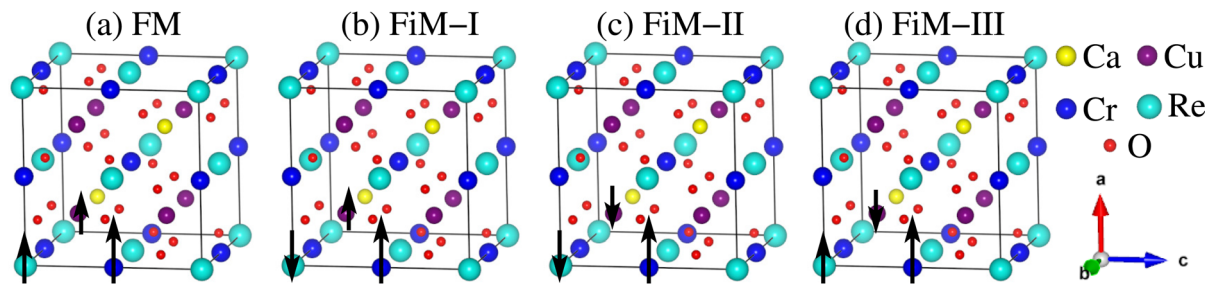 (a) FM
(b) FiM−I
(c) FiM−II
(d) FiM−III
Ca Cu
Cr Re
O
a
b
c